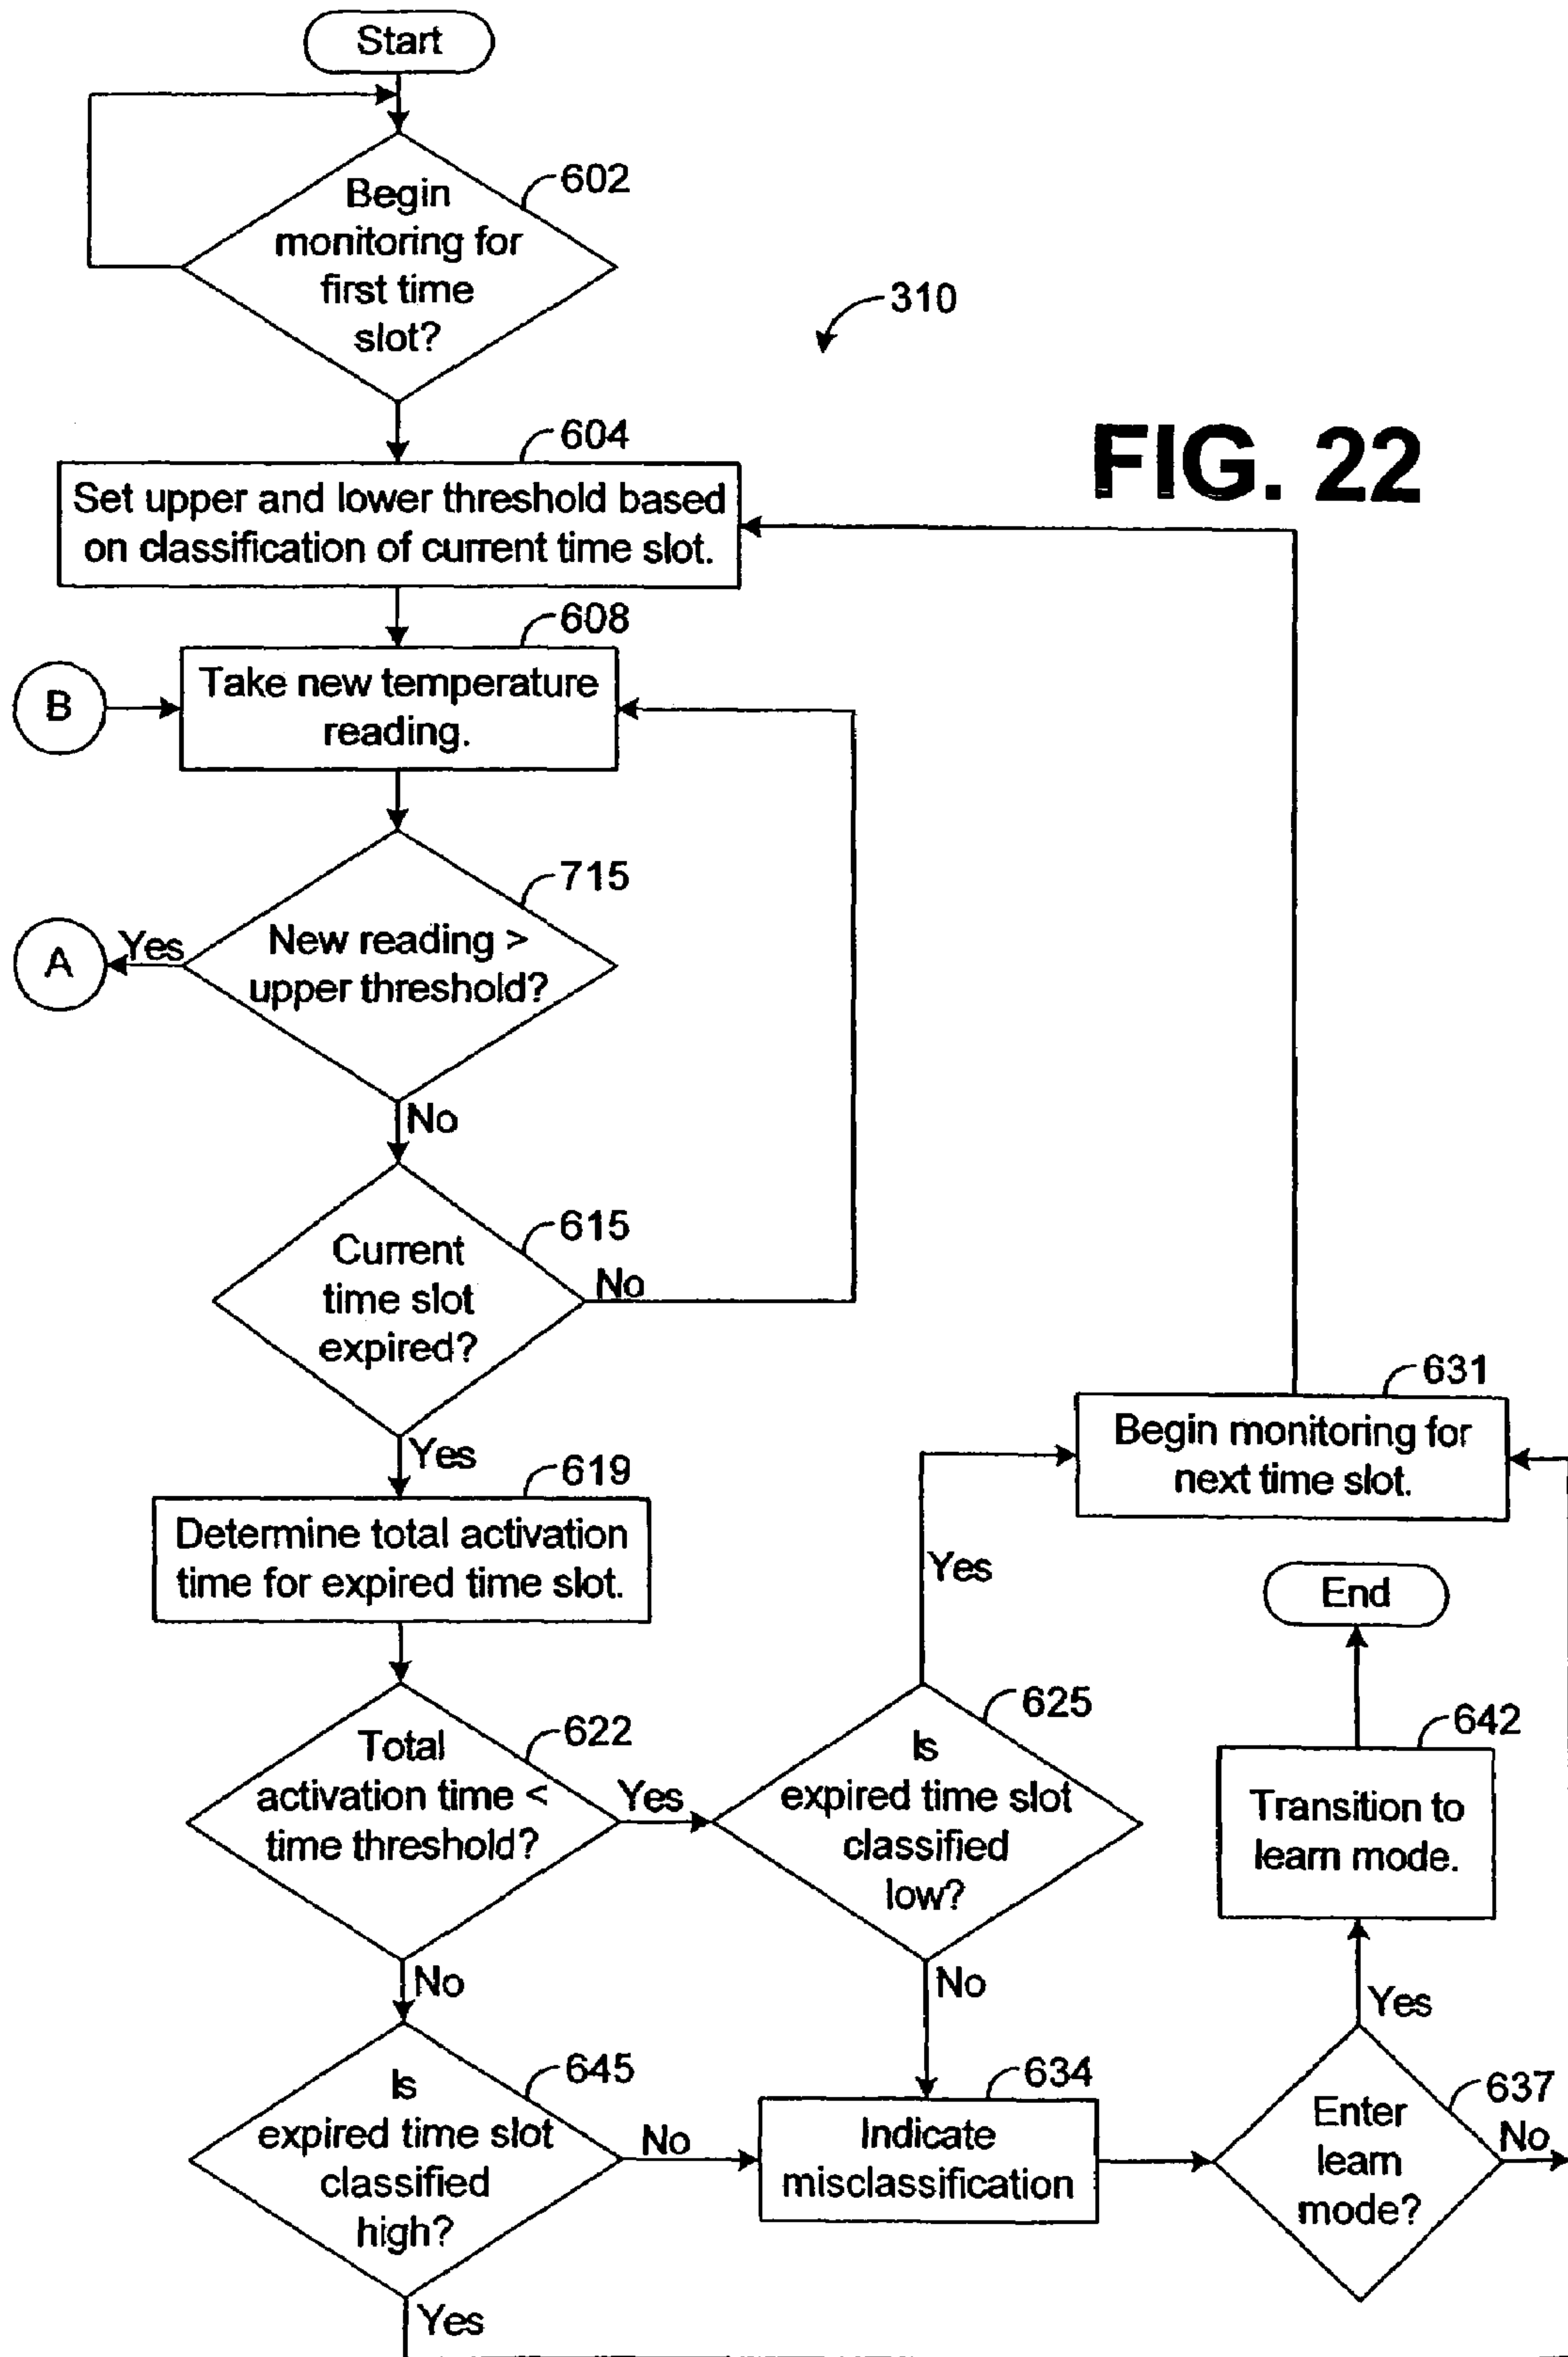 Start
Begin
monitoring for
first time
slot?
602
310
FIG. 22
604
Set upper and lower threshold based
on classification of current time slot.
608
B
Take new temperature
reading.
715
A
Yes
New reading >
upper threshold?
No
615
Current
time slot
expired?
No
Yes
619
Determine total activation
time for expired time slot.
631
Begin monitoring for
next time slot.
Yes
End
622
Total
activation time <
time threshold?
Yes
625
Is
expired time slot
classified
low?
642
Transition to
learn mode.
No
No
Yes
645
Is
expired time slot
classified
high?
No
634
Indicate
misclassification
637
Enter
learn
mode?
No
Yes